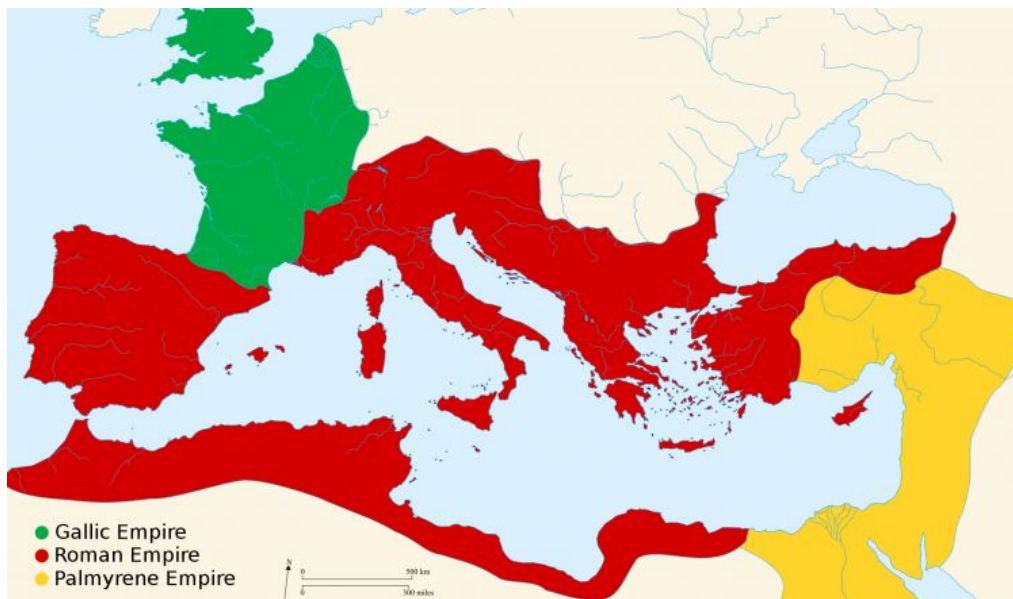 Gallic Empire
Roman Empire
Palmyrene Empire
N
0 500 km
0 300 miles